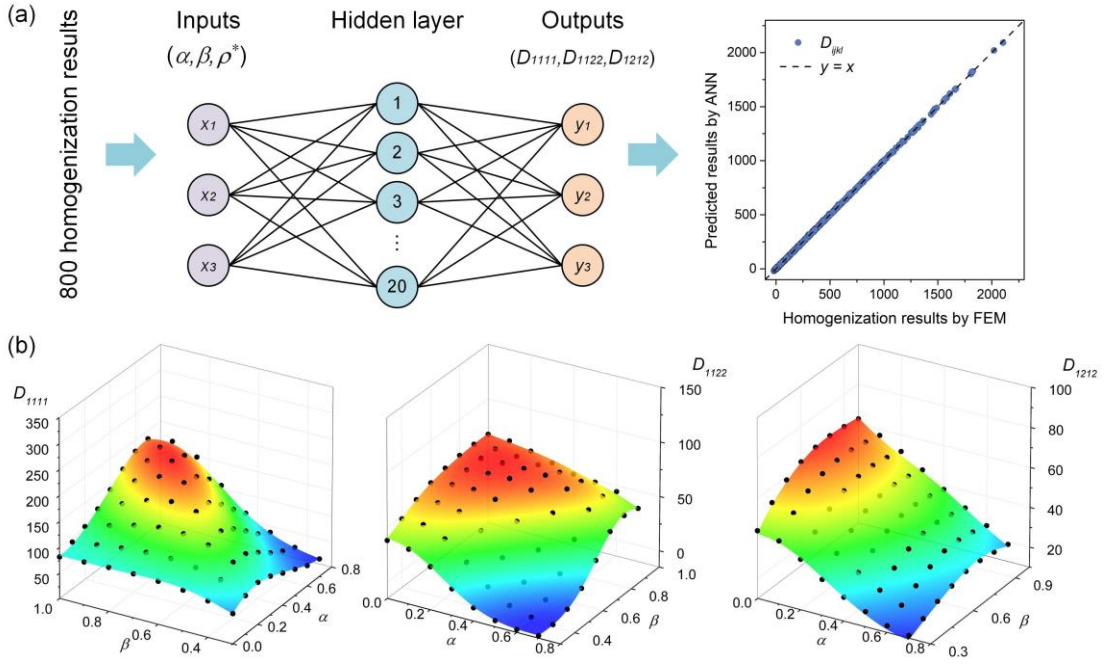 (a)
Inputs
Hidden layer
Outputs
(α, β, ρ*)
(D1111,D1122,D1212)
800 homogenization results
x1
x2
x3
1
2
3
⋮
20
y1
y2
y3
Predicted results by ANN
2000
1500
1000
500
0
Dijkl
y = x
0
500
1000
1500
2000
Homogenization results by FEM
(b)
D1111
350
300
250
200
150
100
50
0
1.0
0.8
0.6
0.4
β
0.0
0.2
0.4
0.6
0.8
α
D1122
150
100
50
0
0.0
0.2
0.4
0.6
0.8
α
0.4
0.6
0.8
1.0
β
D1212
100
80
60
40
20
0.0
0.2
0.4
0.6
0.8
α
0.3
0.6
0.9
β